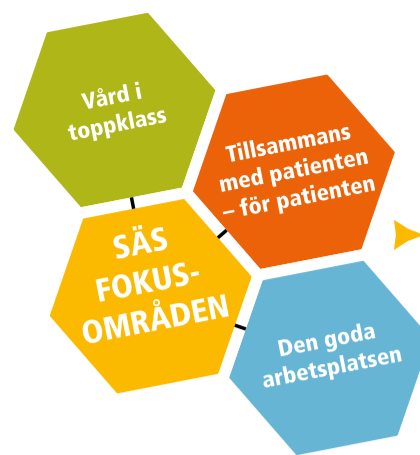 Vård i
toppklass
Tillsammans
med patienten
– för patienten
SÄS
FOKUS-
OMRÅDEN
Den goda
arbetsplatsen